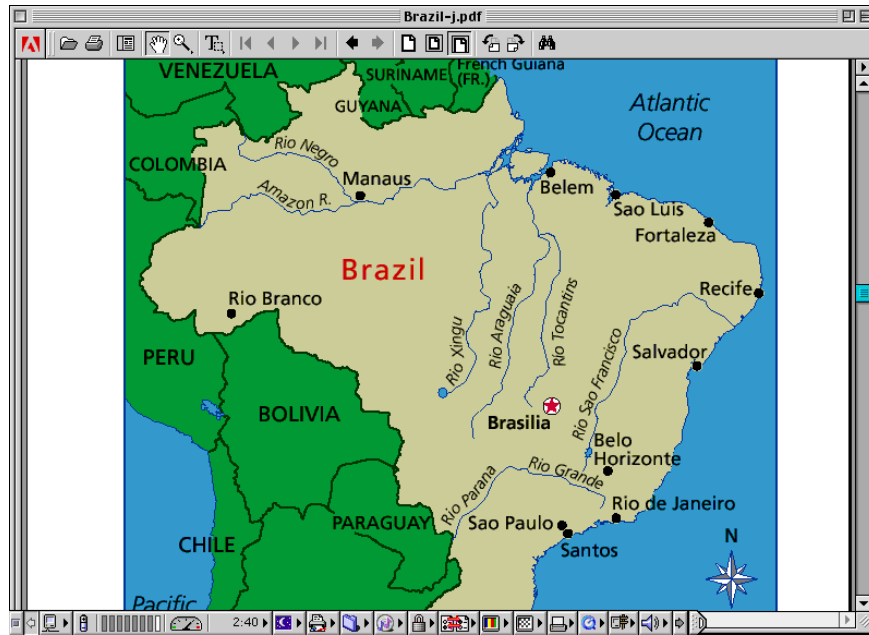 Brazil-j.pdf
VENEZUELA
SURINAME
French Guiana
(FR.)
GUYANA
Atlantic
Ocean
COLOMBIA
Rio Negro
Manaus
Amazon R.
Belem
Sao Luis
Fortaleza
Brazil
Recife
Rio Branco
Rio Xingu
Rio Araguaia
Rio Tocantins
Rio Sao Francisco
PERU
Salvador
BOLIVIA
Brasilia
Belo
Horizonte
Rio Parana
Rio Grande
Rio de Janeiro
PARAGUAY
Sao Paulo
Santos
CHILE
N
Pacific
2:40